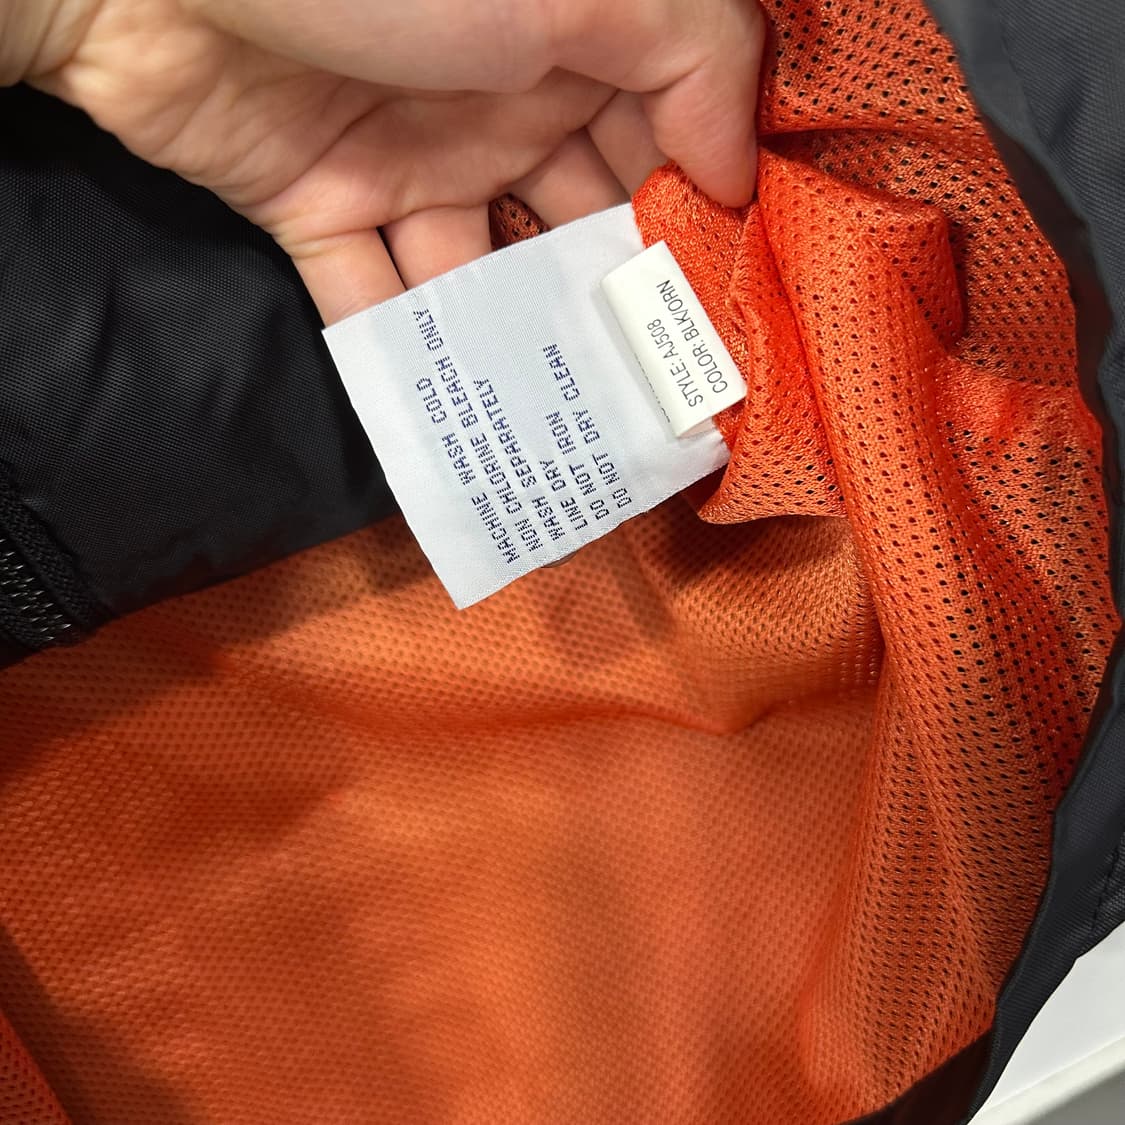 MACHINE WASH COLD
NON CHLORINE BLEACH ONLY
WASH SEPARATELY
LINE DRY
DO NOT IRON
DO NOT DRY CLEAN
STYLE:AJ508
COLOR: BLK/ORN